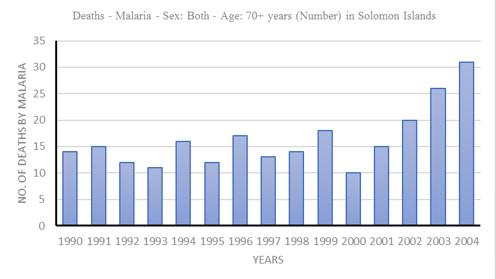 Deaths - Malaria - Sex: Both - Age: 70+ years (Number) in Solomon Islands
NO. OF DEATHS BY MALARIA
35
30
25
20
15
10
5
0
1990 1991 1992 1993 1994 1995 1996 1997 1998 1999 2000 2001 2002 2003 2004
YEARS